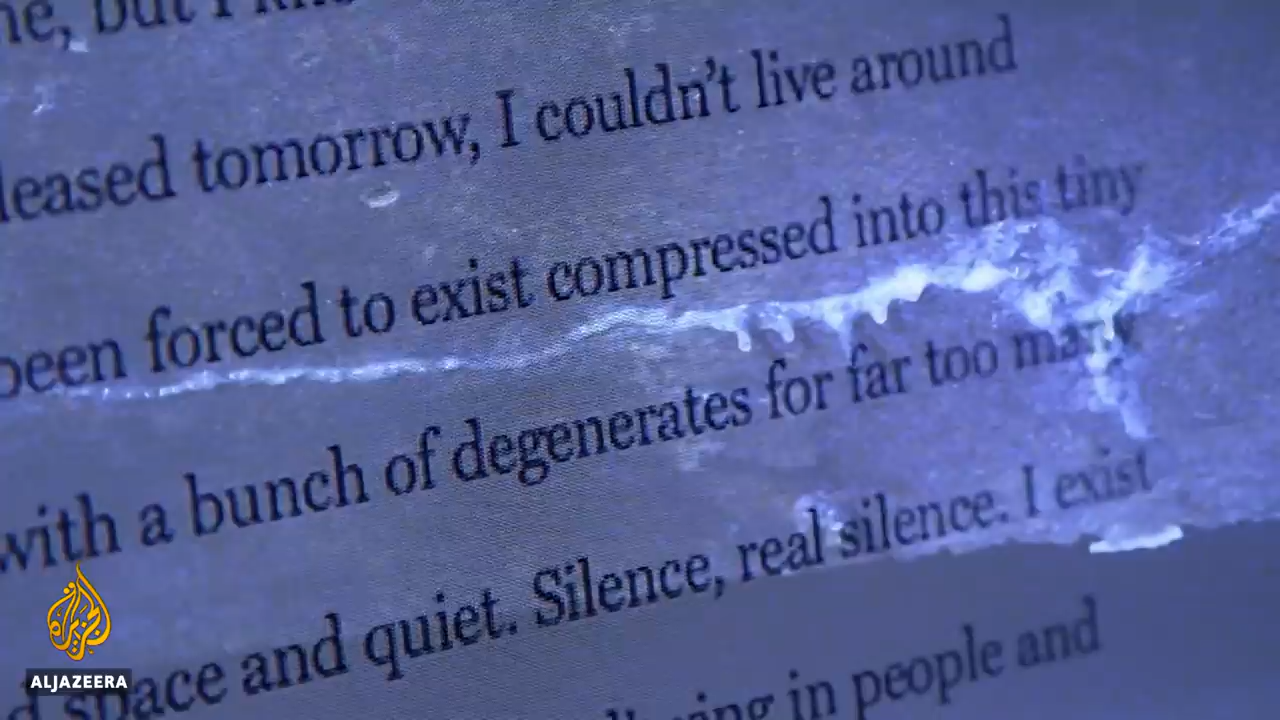 but I
leased tomorrow, I couldn't live around
been forced to exist compressed into this tiny
with a bunch of degenerates for far too many
space and quiet. Silence, real silence. I exist
in people and
ALJAZEERA